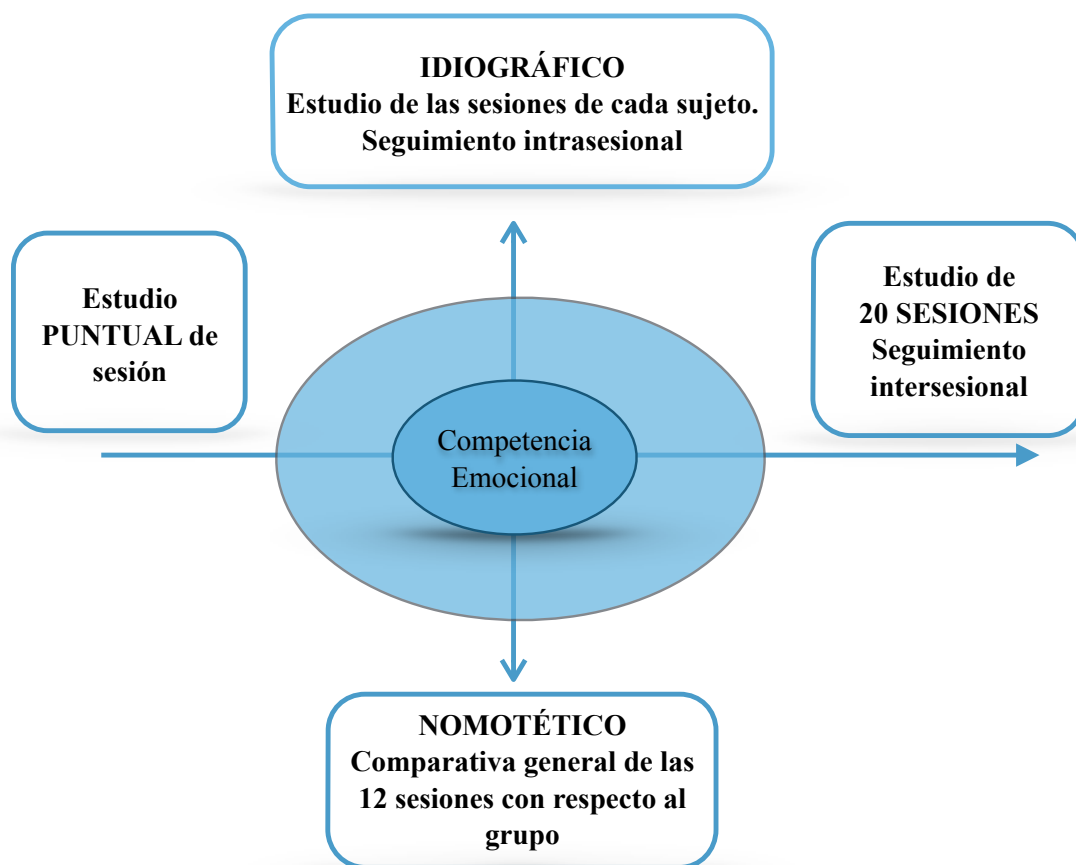 IDIOGRÁFICO
Estudio de las sesiones de cada sujeto.
Seguimiento intrasesional
Estudio
PUNTUAL de
sesión
Estudio de
20 SESIONES
Seguimiento
intersesional
Competencia
Emocional
NOMOTÉTICO
Comparativa general de las
12 sesiones con respecto al
grupo